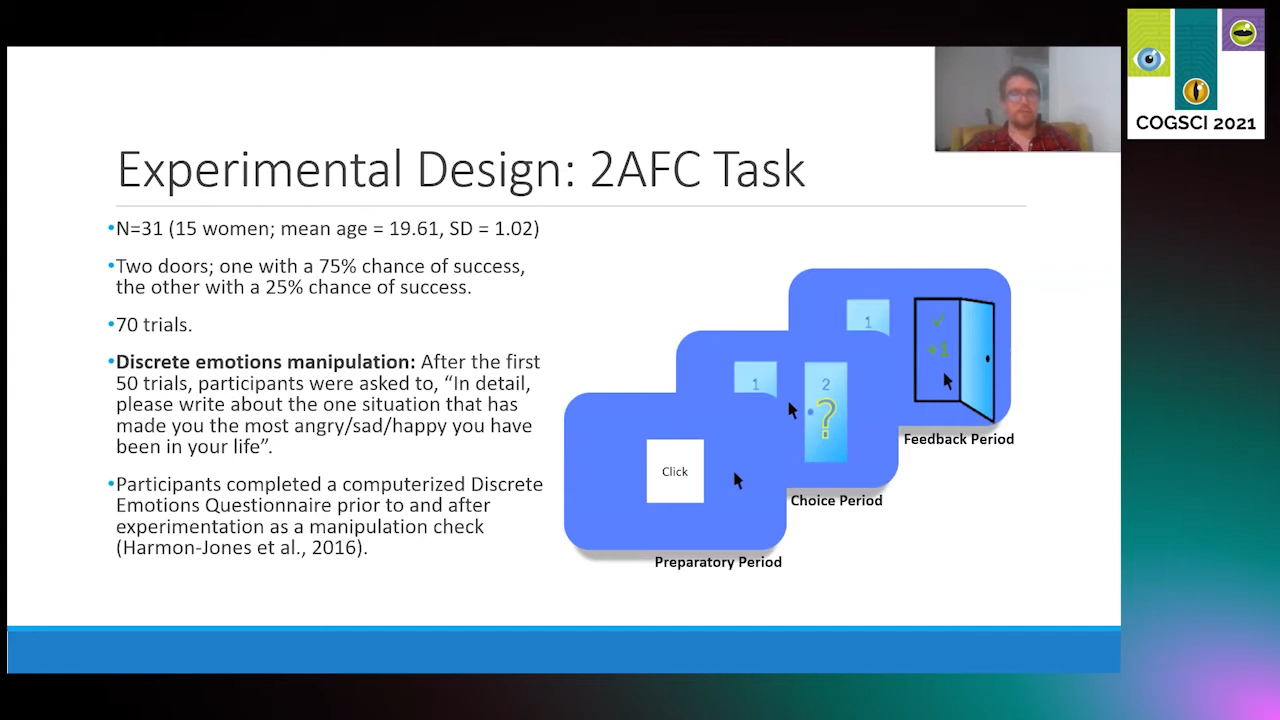 COGSCI 2021
Experimental Design: 2AFC Task
•N=31 (15 women; mean age = 19.61, SD = 1.02)
•Two doors; one with a 75% chance of success,
the other with a 25% chance of success.
•70 trials.
•Discrete emotions manipulation: After the first
50 trials, participants were asked to, “In detail,
please write about the one situation that has
made you the most angry/sad/happy you have
been in your life”.
•Participants completed a computerized Discrete
Emotions Questionnaire prior to and after
experimentation as a manipulation check
(Harmon-Jones et al., 2016).
Click
Preparatory Period
1
2
?
Choice Period
1
✓
+1
Feedback Period